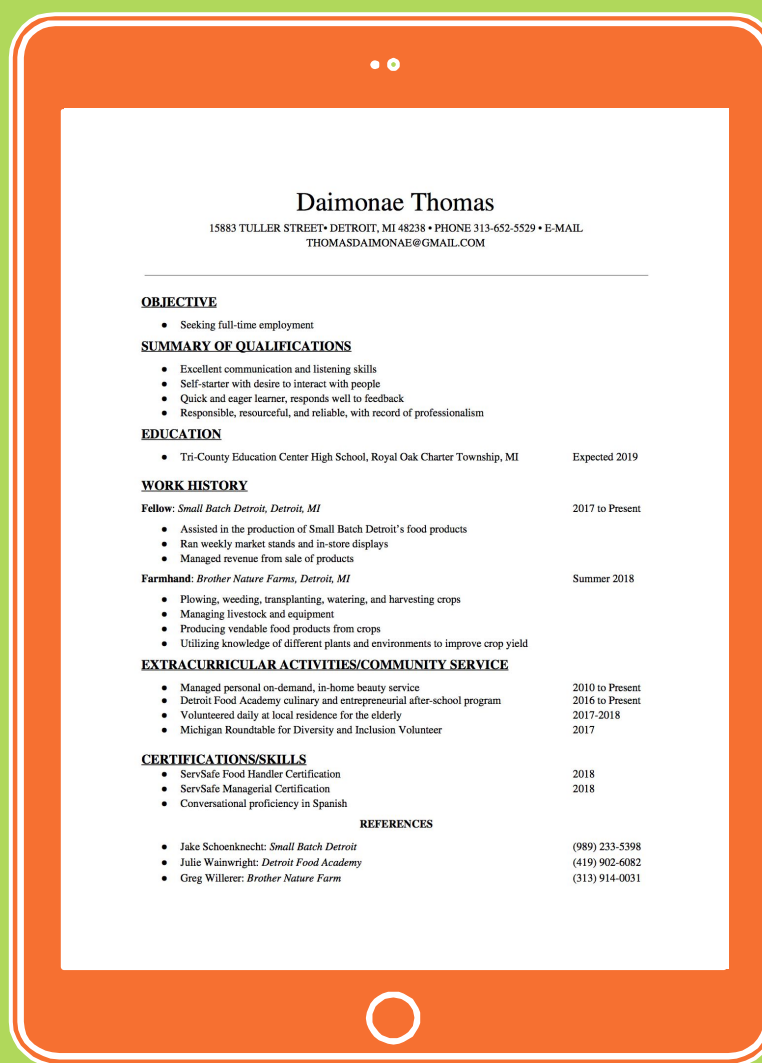 Daimonae Thomas
15883 TULLER STREET• DETROIT, MI 48238 • PHONE 313-652-5529 • E-MAIL
THOMASDAIMONAE@GMAIL.COM
OBJECTIVE
● Seeking full-time employment
SUMMARY OF QUALIFICATIONS
● Excellent communication and listening skills
● Self-starter with desire to interact with people
● Quick and eager learner, responds well to feedback
● Responsible, resourceful, and reliable, with record of professionalism
EDUCATION
● Tri-County Education Center High School, Royal Oak Charter Township, MI Expected 2019
WORK HISTORY
Fellow: Small Batch Detroit, Detroit, MI 2017 to Present
● Assisted in the production of Small Batch Detroit’s food products
● Ran weekly market stands and in-store displays
● Managed revenue from sale of products
Farmhand: Brother Nature Farms, Detroit, MI Summer 2018
● Plowing, weeding, transplanting, watering, and harvesting crops
● Managing livestock and equipment
● Producing vendable food products from crops
● Utilizing knowledge of different plants and environments to improve crop yield
EXTRACURRICULAR ACTIVITIES/COMMUNITY SERVICE
● Managed personal on-demand, in-home beauty service 2010 to Present
● Detroit Food Academy culinary and entrepreneurial after-school program 2016 to Present
● Volunteered daily at local residence for the elderly 2017-2018
● Michigan Roundtable for Diversity and Inclusion Volunteer 2017
CERTIFICATIONS/SKILLS
● ServSafe Food Handler Certification 2018
● ServSafe Managerial Certification 2018
● Conversational proficiency in Spanish
REFERENCES
● Jake Schoenknecht: Small Batch Detroit (989) 233-5398
● Julie Wainwright: Detroit Food Academy (419) 902-6082
● Greg Willerer: Brother Nature Farm (313) 914-0031